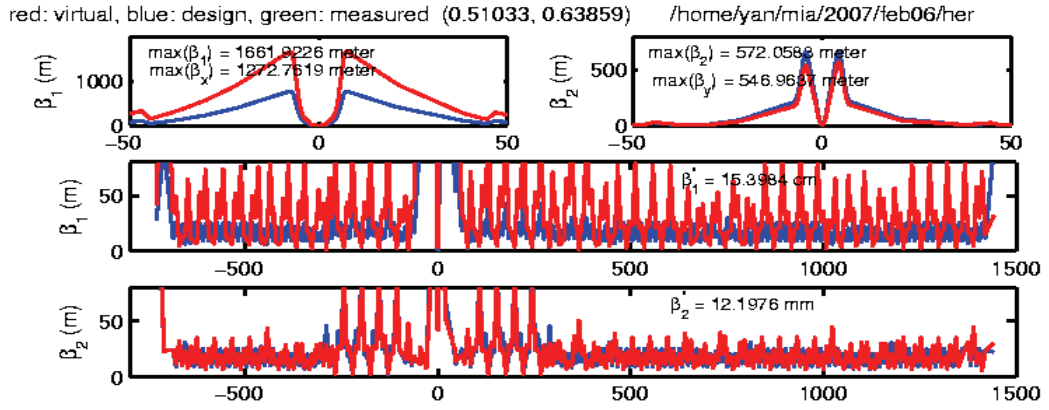 red: virtual, blue: design, green: measured (0.51033, 0.63859) /home/yan/mia/2007/feb06/her
max(β₁) = 1661.9226 meter
max(βₓ) = 1272.7619 meter
β₁ (m)
1000
0
−50 0 50
max(β₂) = 572.0583 meter
max(β_y) = 546.9637 meter
β₂ (m)
500
0
−50 0 50
β₁* = 15.3984 cm
β₁ (m)
50
0
−500 0 500 1000 1500
β₂* = 12.1976 mm
β₂ (m)
50
0
−500 0 500 1000 1500